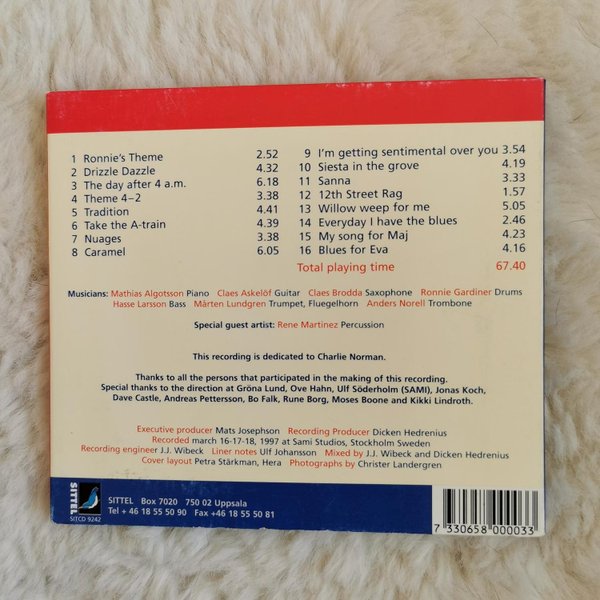 1 Ronnie's Theme 2.52
2 Drizzle Dazzle 4.32
3 The day after 4 a.m. 6.18
4 Theme 4–2 3.38
5 Tradition 4.41
6 Take the A-train 4.39
7 Nuages 3.38
8 Caramel 6.05
9 I'm getting sentimental over you 3.54
10 Siesta in the grove 4.19
11 Sanna 3.33
12 12th Street Rag 1.57
13 Willow weep for me 5.05
14 Everyday I have the blues 2.46
15 My song for Maj 4.23
16 Blues for Eva 4.16
Total playing time 67.40
Musicians: Mathias Algotsson Piano Claes Askelöf Guitar Claes Brodda Saxophone Ronnie Gardiner Drums
Hasse Larsson Bass Mårten Lundgren Trumpet, Fluegelhorn Anders Norell Trombone
Special guest artist: Rene Martinez Percussion
This recording is dedicated to Charlie Norman.
Thanks to all the persons that participated in the making of this recording.
Special thanks to the direction at Gröna Lund, Ove Hahn, Ulf Söderholm (SAMI), Jonas Koch,
Dave Castle, Andreas Pettersson, Bo Falk, Rune Borg, Moses Boone and Kikki Lindroth.
Executive producer Mats Josephson Recording Producer Dicken Hedrenius
Recorded march 16-17-18, 1997 at Sami Studios, Stockholm Sweden
Recording engineer J.J. Wibeck Liner notes Ulf Johansson Mixed by J.J. Wibeck and Dicken Hedrenius
Cover layout Petra Stärkman, Hera Photographs by Christer Landergren
SITTEL
SITCD 9242
SITTEL Box 7020 750 02 Uppsala
Tel + 46 18 55 50 90 Fax +46 18 55 50 81
7 330658 000033